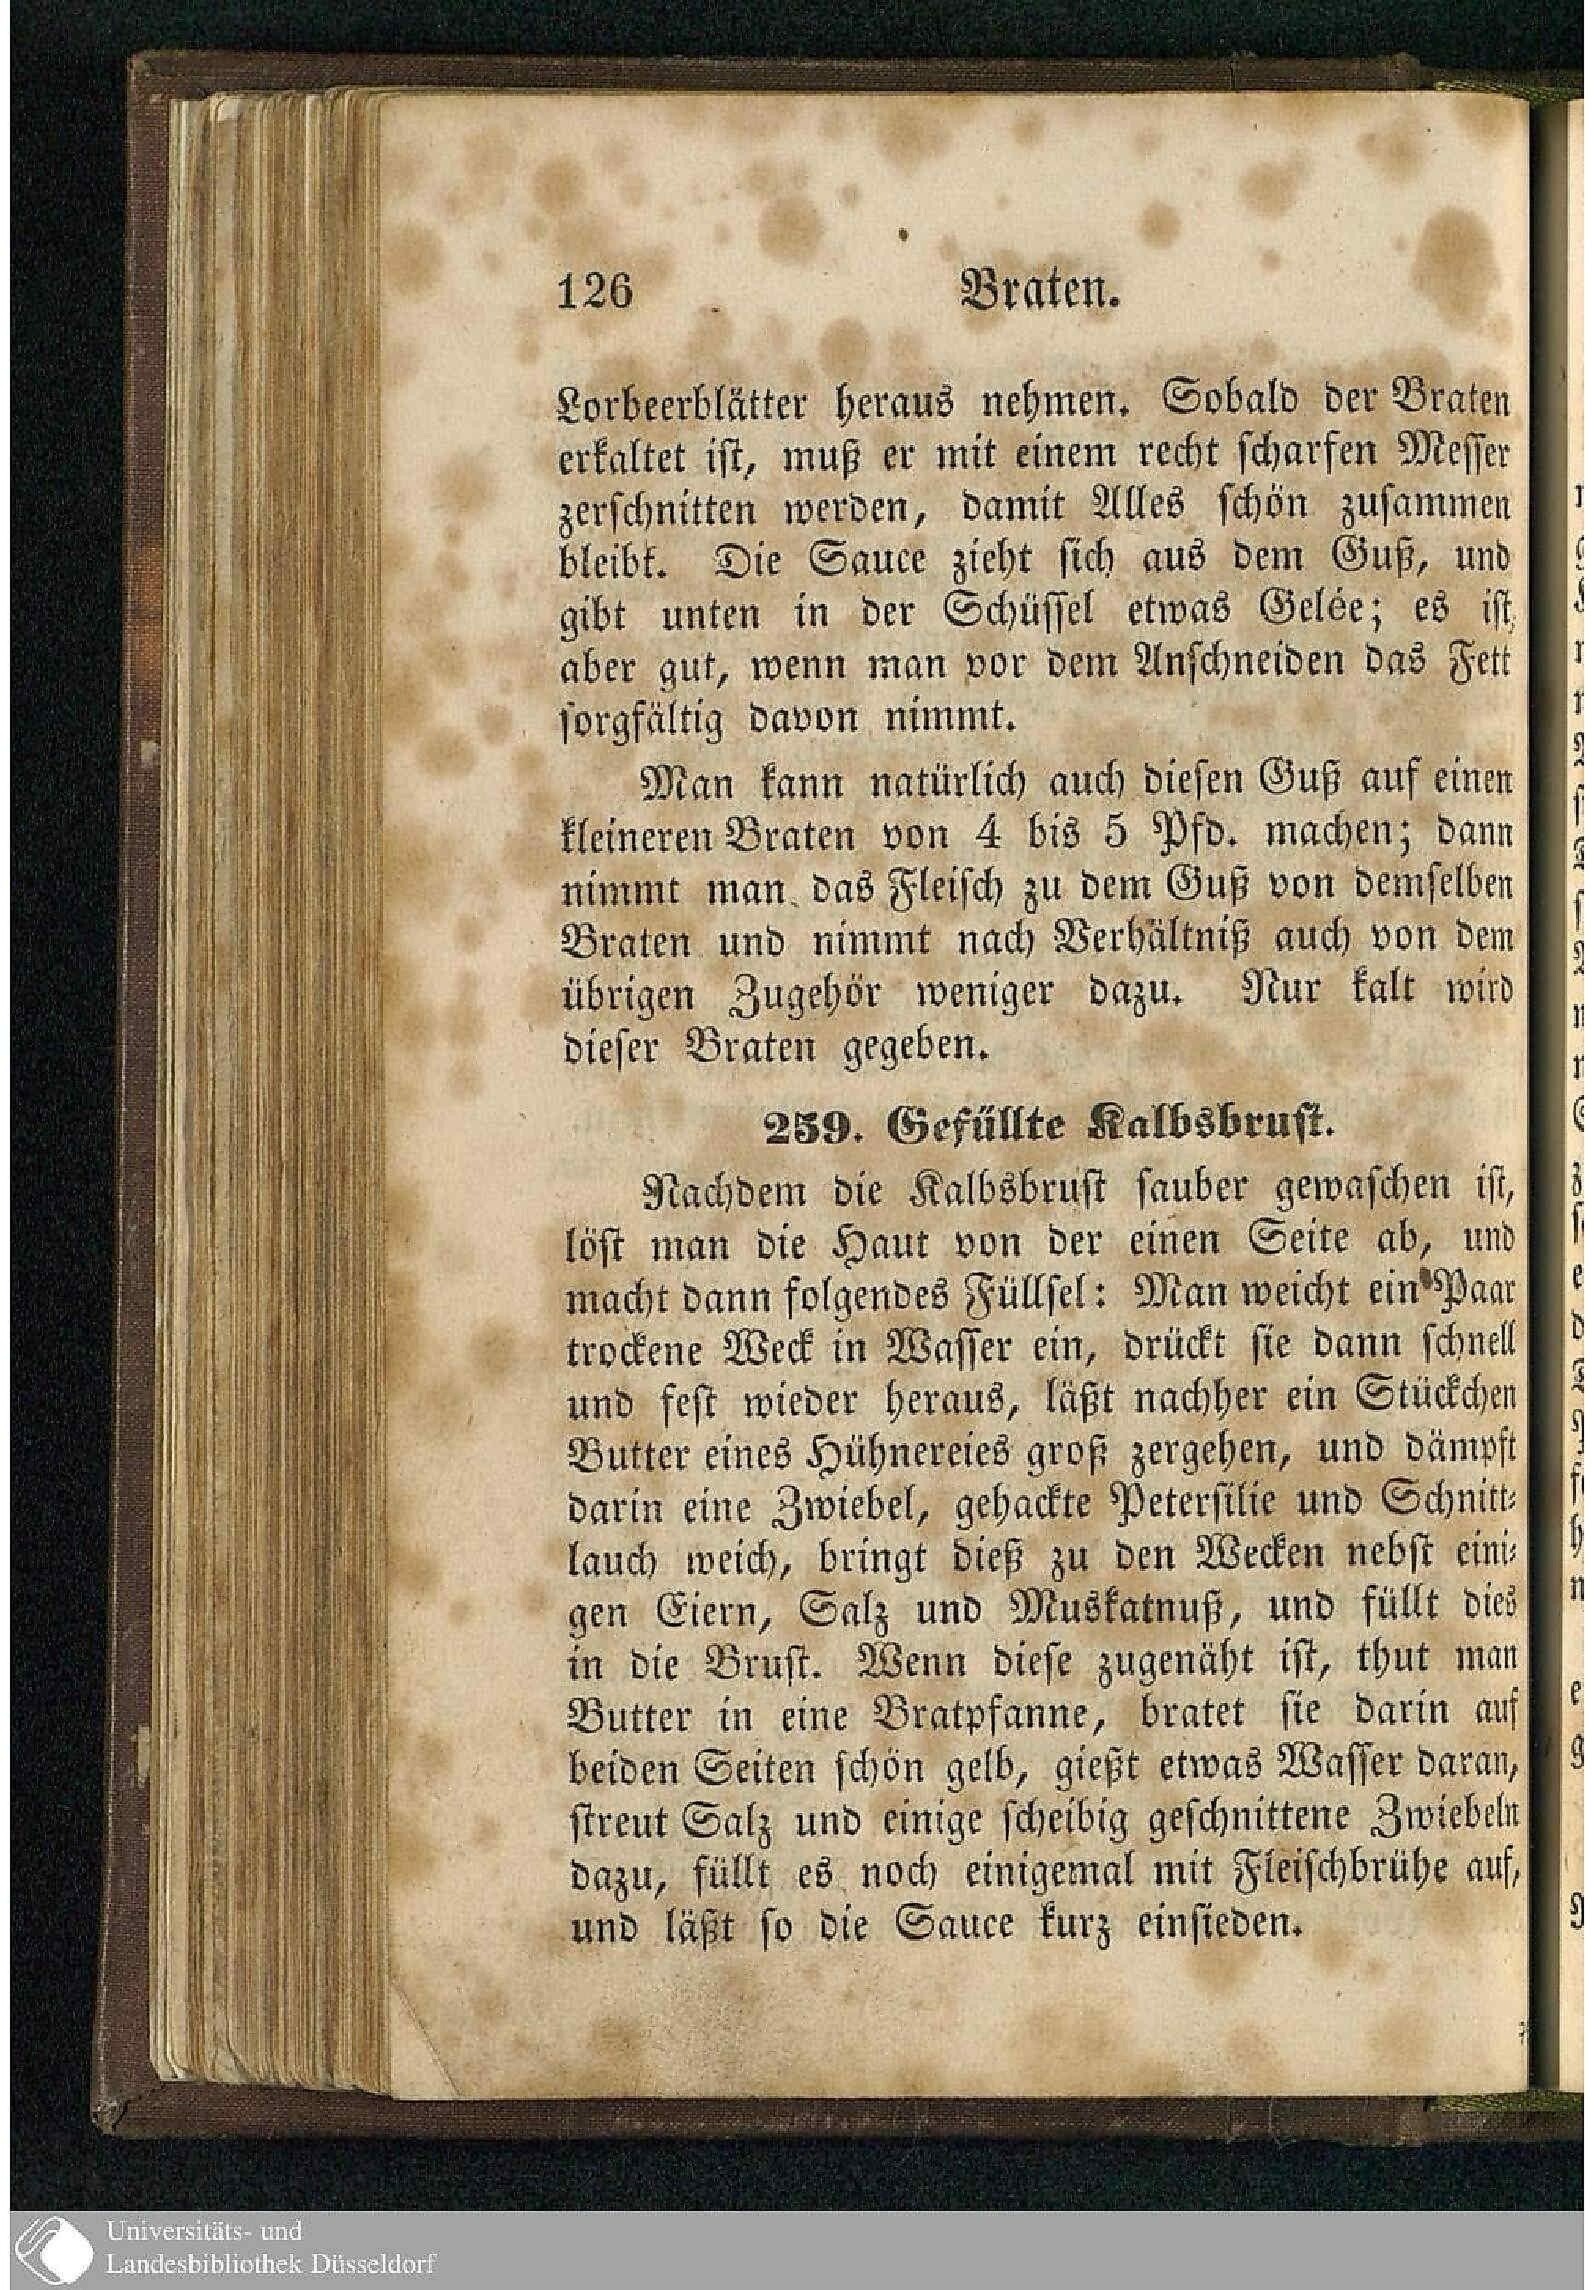 126 Braten.
Lorbeerblätter heraus nehmen. Sobald der Braten
erkaltet ist, muß er mit einem recht scharfen Messer
zerschnitten werden, damit Alles schön zusammen
bleibt. Die Sauce zieht sich aus dem Guß, und
gibt unten in der Schüssel etwas Gelée; es ist
aber gut, wenn man vor dem Anschneiden das Fett
sorgfältig davon nimmt.
Man kann natürlich auch diesen Guß auf einen
kleineren Braten von 4 bis 5 Pfd. machen; dann
nimmt man das Fleisch zu dem Guß von demselben
Braten und nimmt nach Verhältniß auch von dem
übrigen Zugehör weniger dazu. Nur kalt wird
dieser Braten gegeben.
259. Gefüllte Kalbsbrust.
Nachdem die Kalbsbrust sauber gewaschen ist,
löst man die Haut von der einen Seite ab, und
macht dann folgendes Füllsel: Man weicht ein Paar
trockene Weck in Wasser ein, drückt sie dann schnell
und fest wieder heraus, läßt nachher ein Stückchen
Butter eines Hühnereies groß zergehen, und dämpft
darin eine Zwiebel, gehackte Petersilie und Schnitt-
lauch weich, bringt dieß zu den Wecken nebst eini-
gen Eiern, Salz und Muskatnuß, und füllt dies
in die Brust. Wenn diese zugenäht ist, thut man
Butter in eine Bratpfanne, bratet sie darin auf
beiden Seiten schön gelb, gießt etwas Wasser daran,
streut Salz und einige scheibig geschnittene Zwiebeln
dazu, füllt es noch einigemal mit Fleischbrühe auf,
und läßt so die Sauce kurz einsieden.
Universitäts- und
Landesbibliothek Düsseldorf